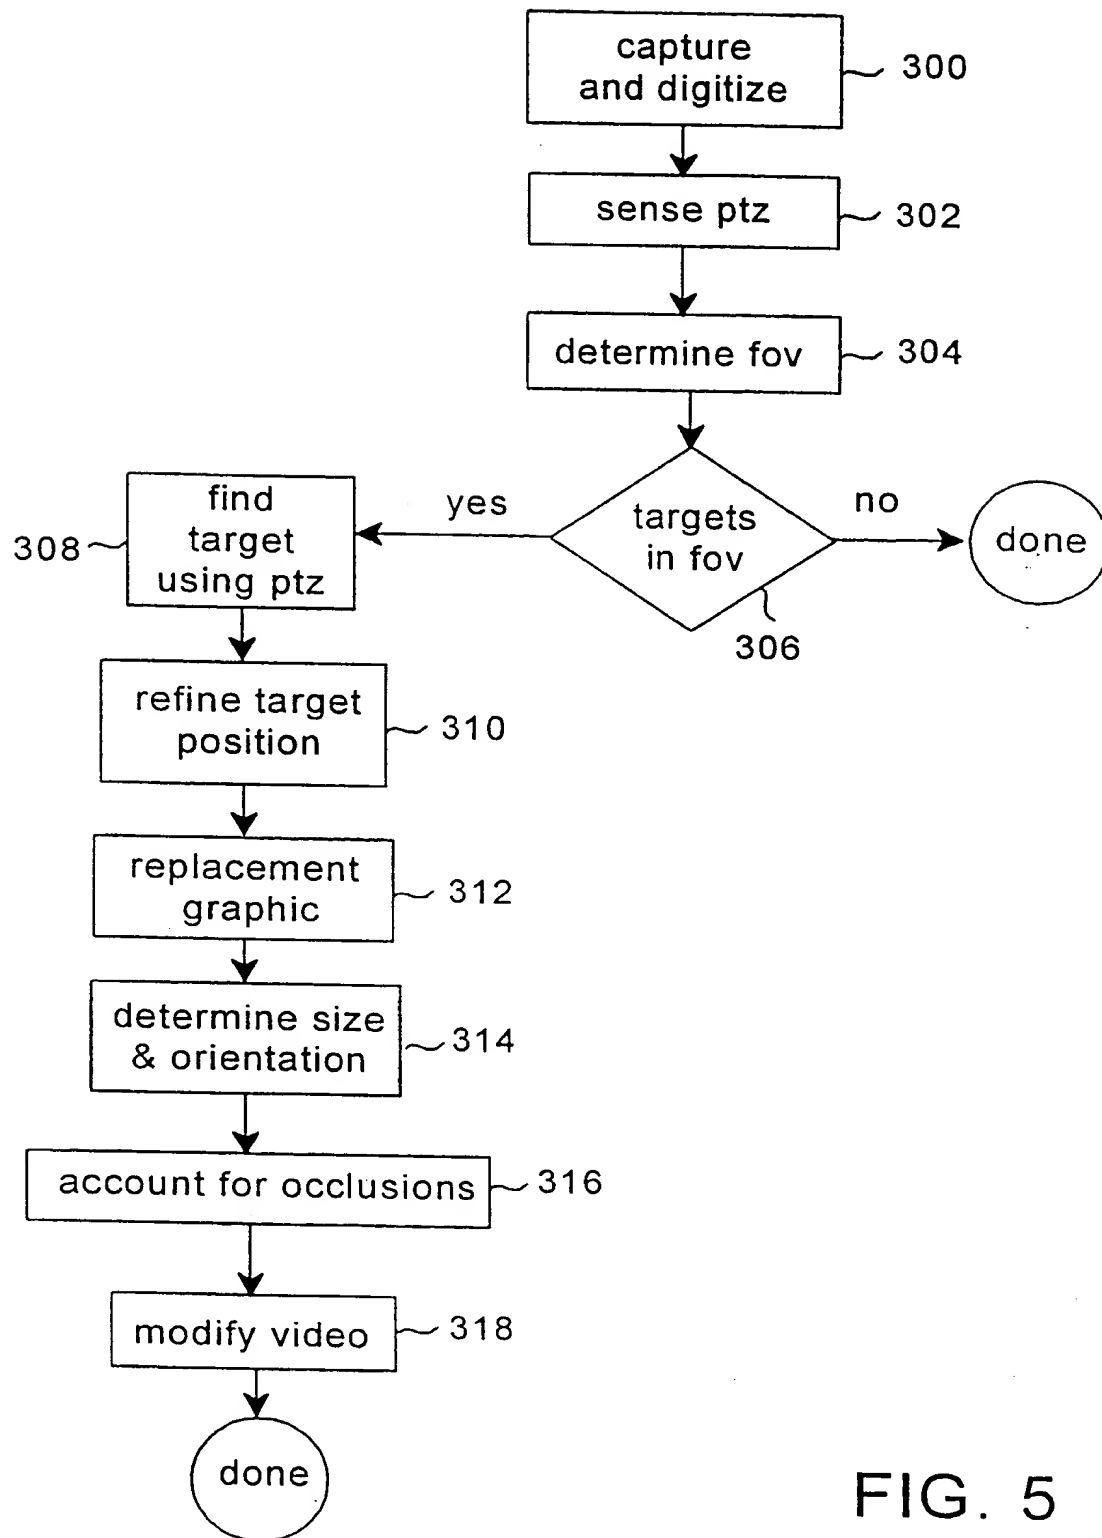 capture
and digitize
300
sense ptz
302
determine fov
304
targets
in fov
306
yes
no
done
find
target
using ptz
308
refine target
position
310
replacement
graphic
312
determine size
& orientation
314
account for occlusions
316
modify video
318
done
FIG. 5